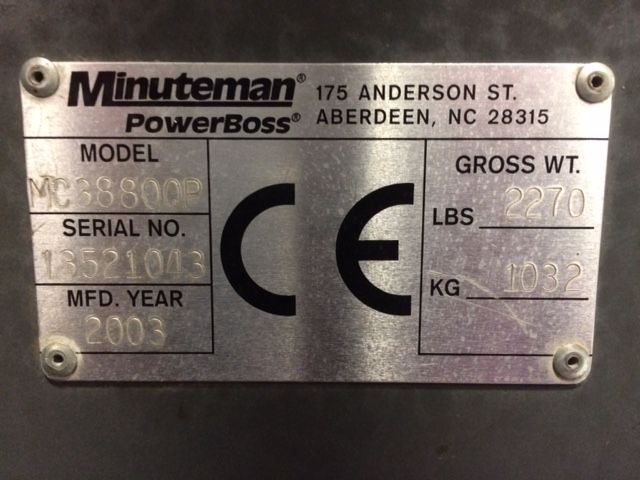 Minuteman® 175 ANDERSON ST.
PowerBoss® ABERDEEN, NC 28315
MODEL
MC38800P
SERIAL NO.
13521043
MFD. YEAR
2003
CE
GROSS WT.
LBS 2270
KG 1032